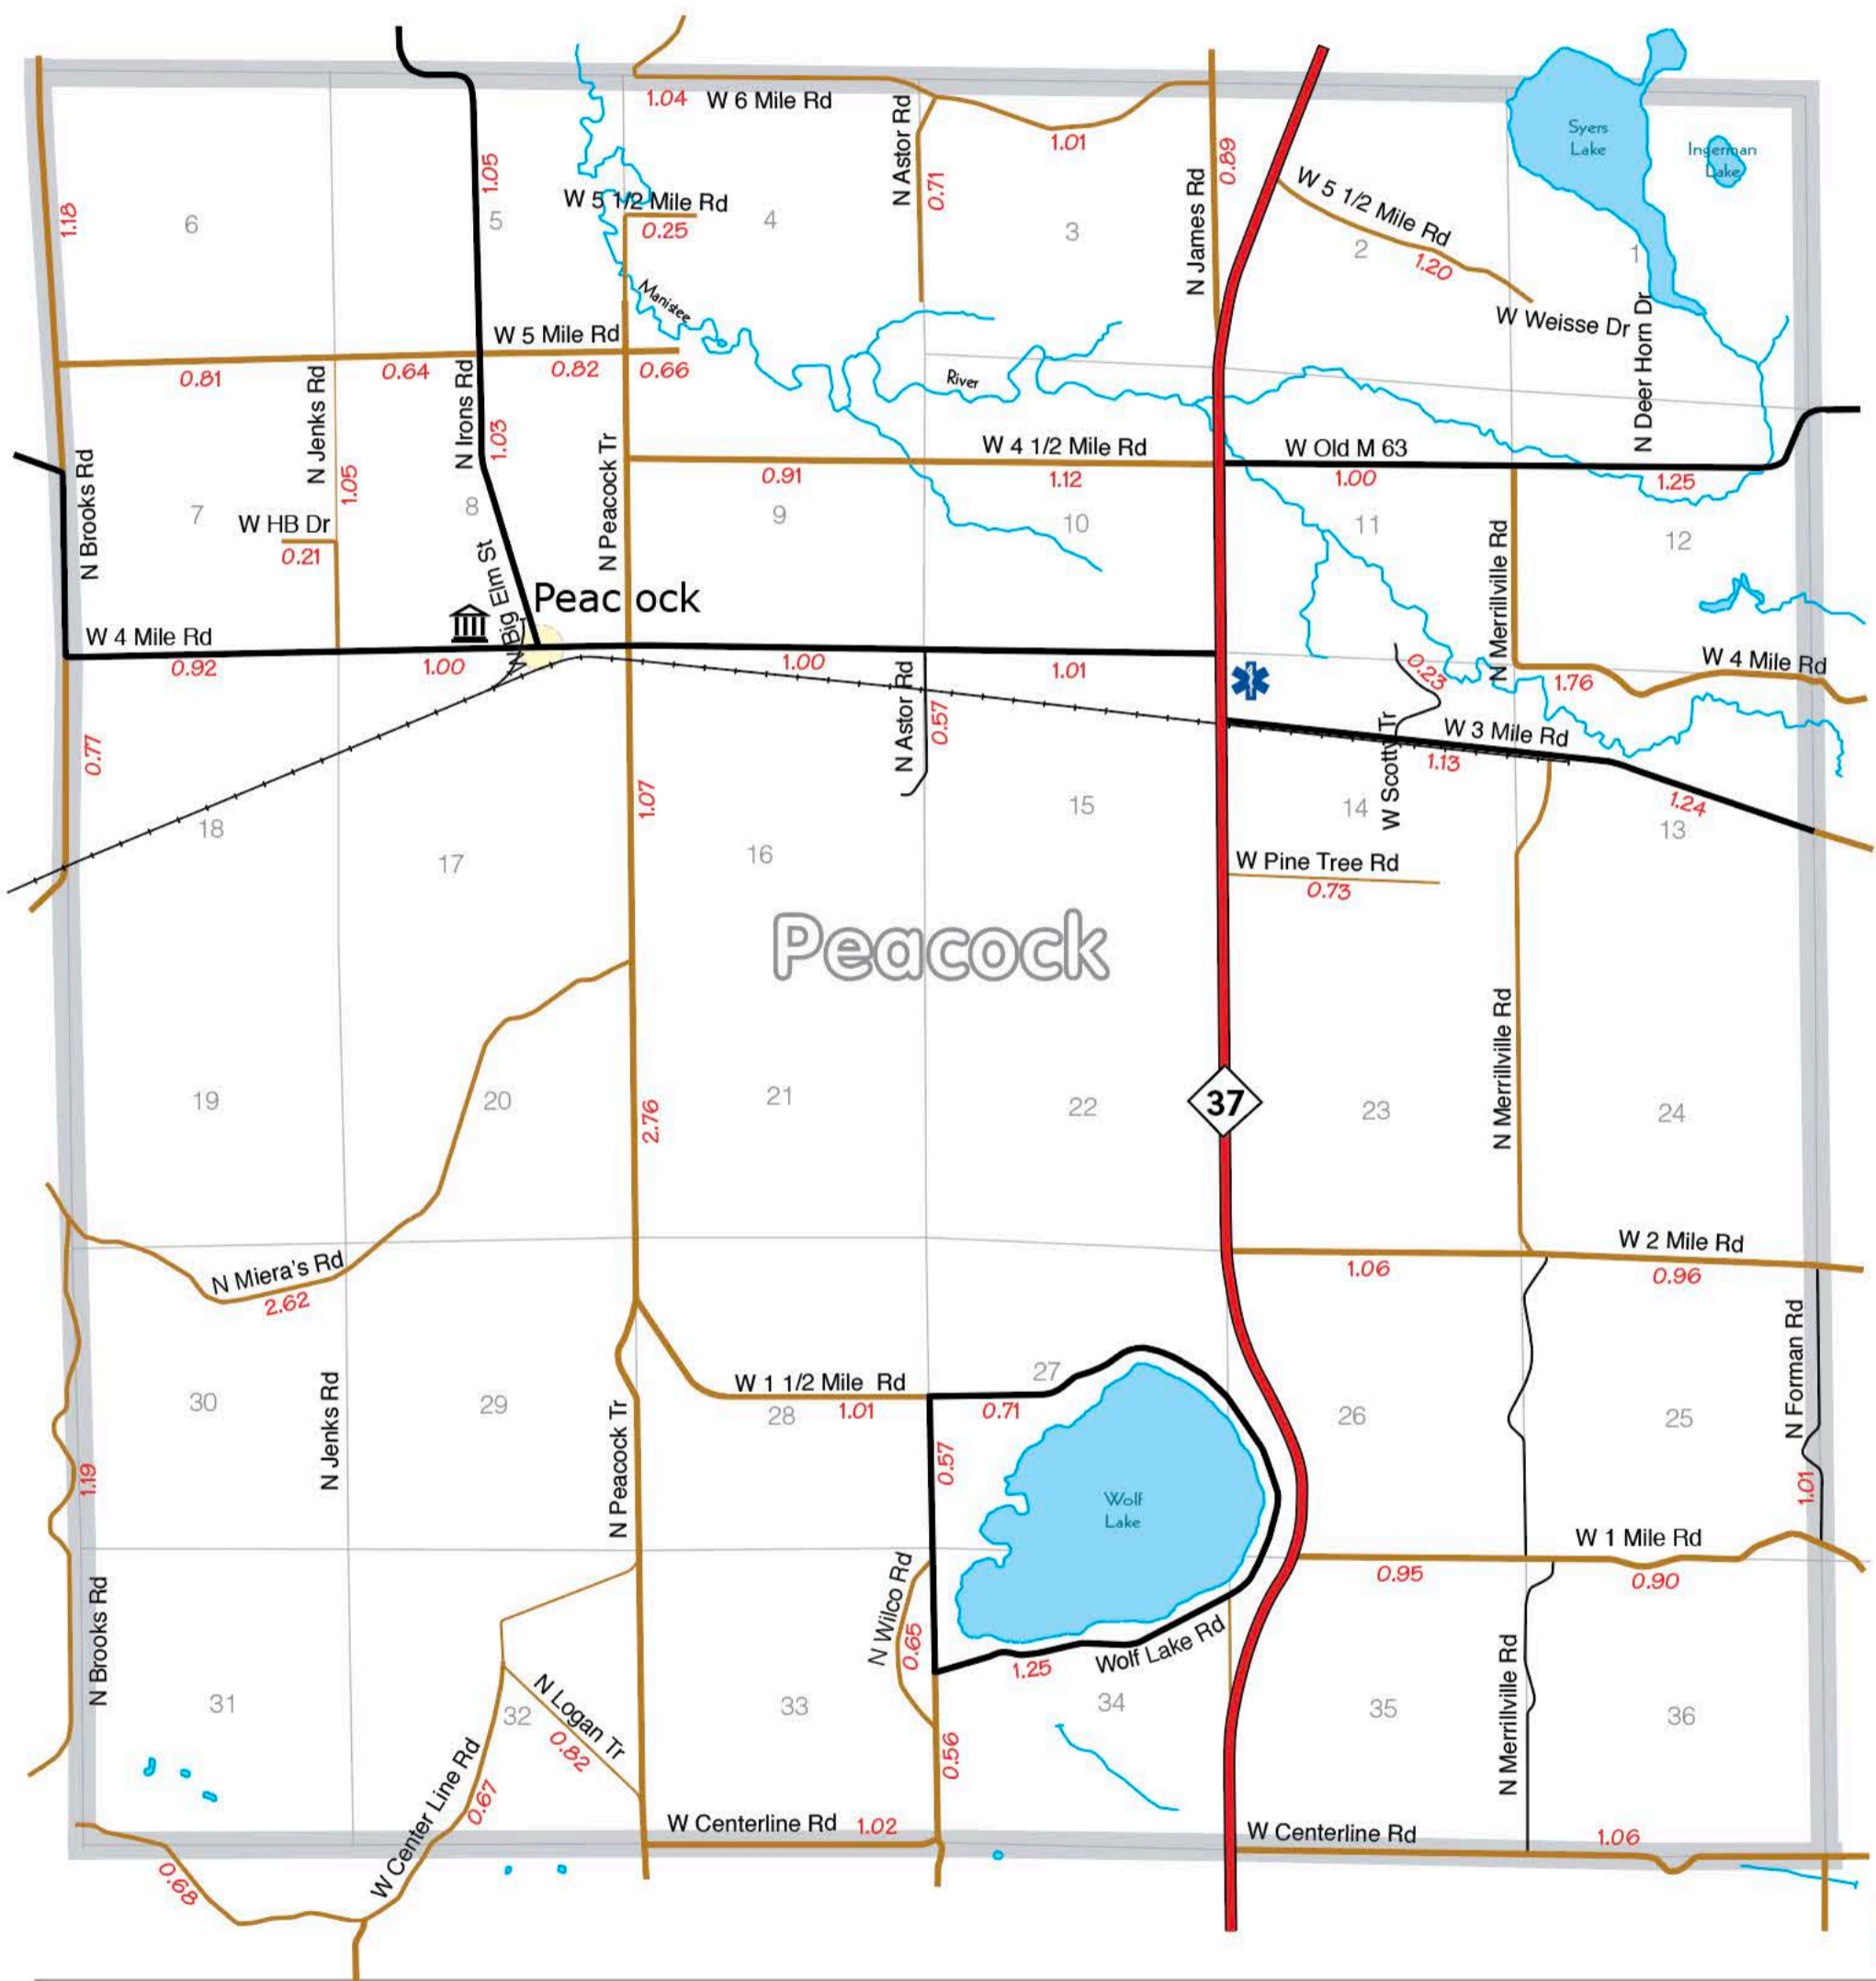 1.04 W 6 Mile Rd
1.01
N Astor Rd
0.71
0.89
N James Rd
1.18
6
1.05
5
W 5 1/2 Mile Rd
0.25
4
3
W 5 1/2 Mile Rd
1.20
2
Syers
Lake
Ingerman
Lake
1
Manistee
River
W Weisse Dr
N Deer Horn Dr
W 5 Mile Rd
0.81
0.64
0.82
0.66
N Jenks Rd
1.05
N Irons Rd
1.03
N Peacock Tr
W 4 1/2 Mile Rd
0.91
1.12
W Old M 63
1.00
1.25
N Brooks Rd
7
8
9
10
11
12
W HB Dr
0.21
N Big Elm St
Peacock
N Merrillville Rd
W 4 Mile Rd
0.92
1.00
1.00
1.01
W 4 Mile Rd
1.76
0.23
N Astor Rd
0.57
W Scotty Tr
W 3 Mile Rd
1.13
1.24
0.77
1.07
18
17
16
15
14
13
W Pine Tree Rd
0.73
Peacock
N Merrillville Rd
37
19
20
21
22
23
24
2.76
N Miera's Rd
2.62
W 2 Mile Rd
1.06
0.96
N Forman Rd
1.01
N Jenks Rd
N Peacock Tr
W 1 1/2 Mile Rd
1.01
0.71
0.57
30
29
28
27
26
25
1.19
Wolf
Lake
W 1 Mile Rd
0.95
0.90
N Brooks Rd
N Wilco Rd
0.65
1.25
Wolf Lake Rd
N Merrillville Rd
31
32
33
34
35
36
N Logan Tr
0.82
0.56
W Center Line Rd
0.67
0.68
W Centerline Rd 1.02
W Centerline Rd
1.06